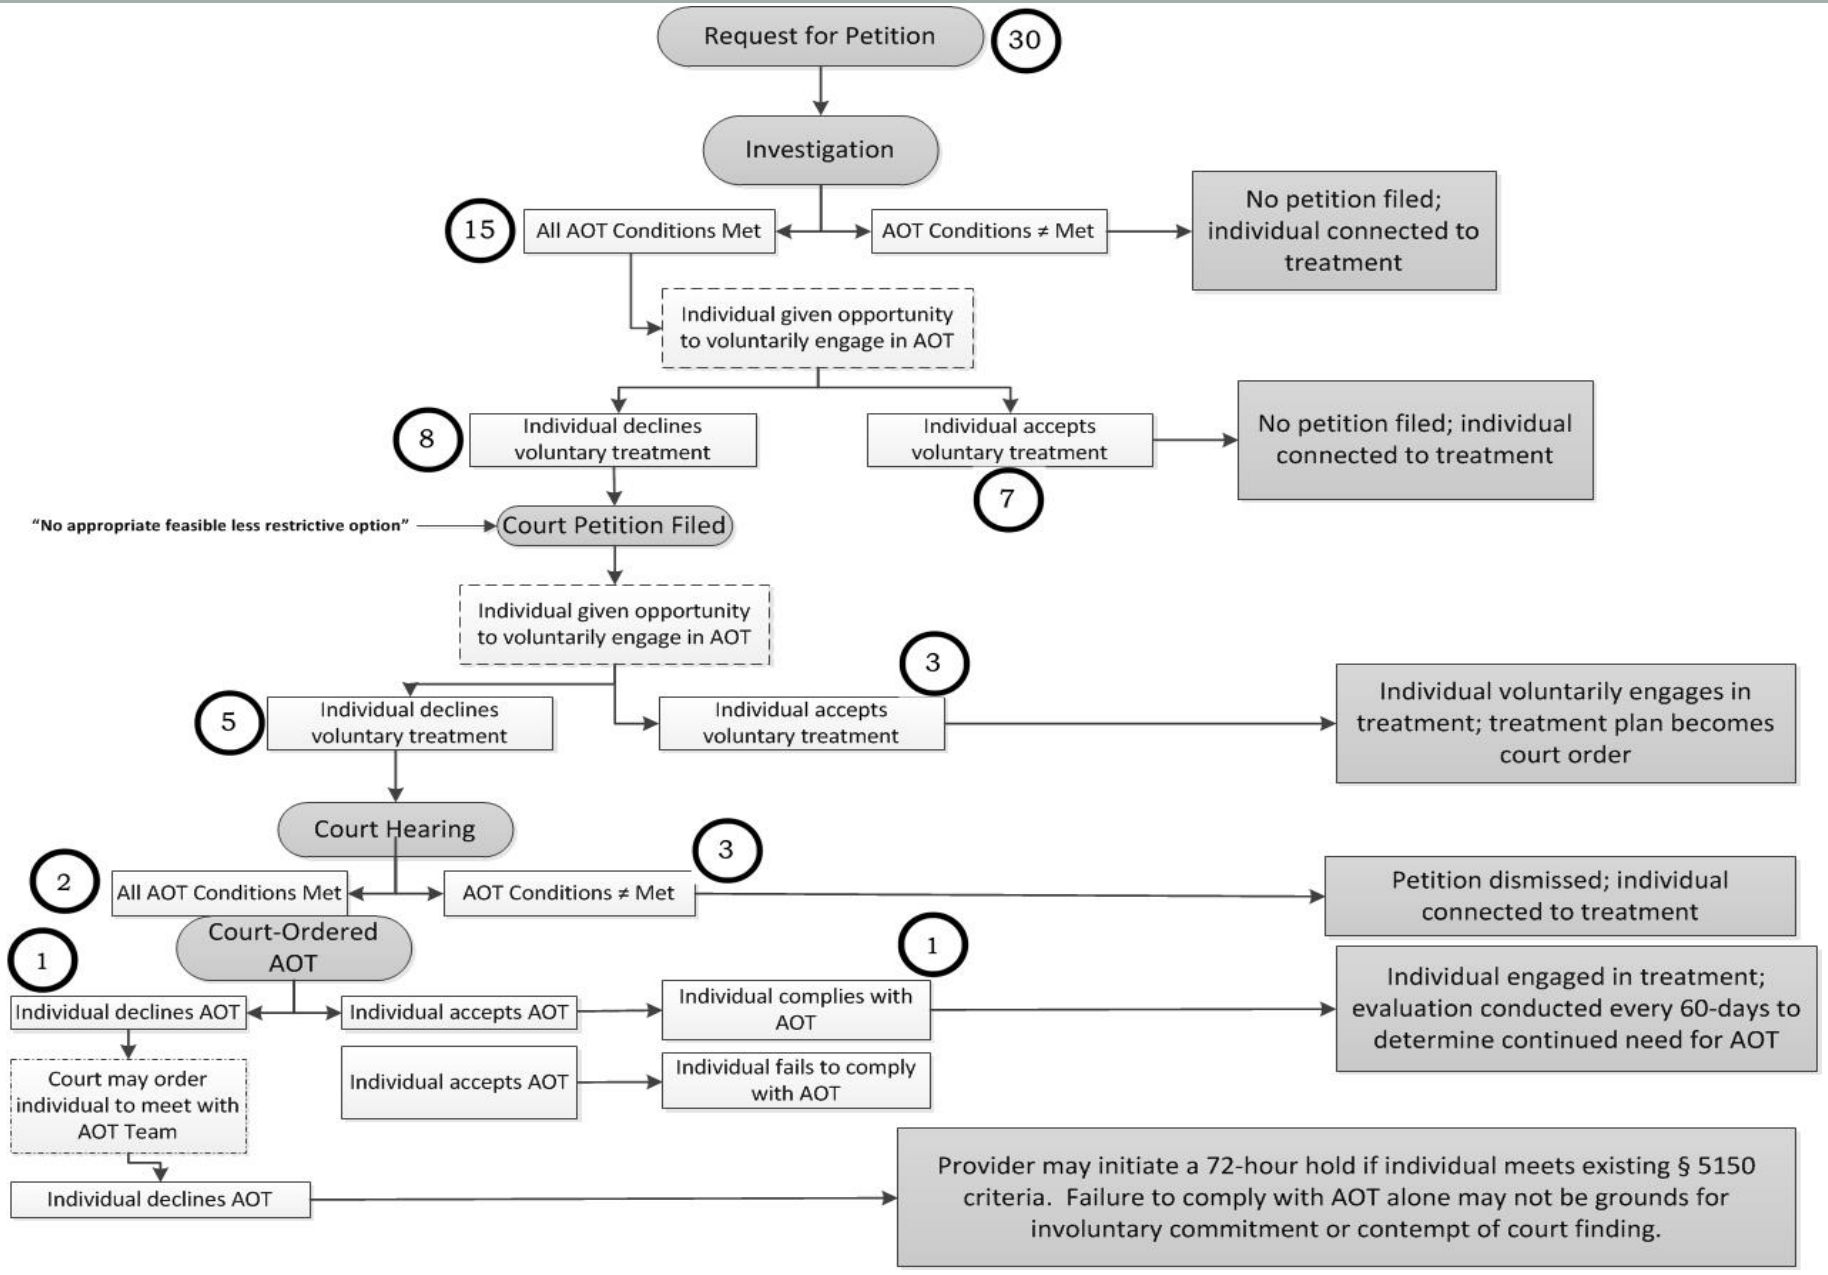 Request for Petition
30
Investigation
15
All AOT Conditions Met
AOT Conditions ≠ Met
No petition filed;
individual connected to
treatment
Individual given opportunity
to voluntarily engage in AOT
8
Individual declines
voluntary treatment
Individual accepts
voluntary treatment
7
No petition filed; individual
connected to treatment
“No appropriate feasible less restrictive option”
Court Petition Filed
Individual given opportunity
to voluntarily engage in AOT
5
Individual declines
voluntary treatment
3
Individual accepts
voluntary treatment
Individual voluntarily engages in
treatment; treatment plan becomes
court order
Court Hearing
2
All AOT Conditions Met
AOT Conditions ≠ Met
3
Petition dismissed; individual
connected to treatment
Court-Ordered
AOT
1
Individual declines AOT
Individual accepts AOT
Individual complies with
AOT
1
Individual engaged in treatment;
evaluation conducted every 60-days to
determine continued need for AOT
Individual accepts AOT
Individual fails to comply
with AOT
Court may order
individual to meet with
AOT Team
Individual declines AOT
Provider may initiate a 72-hour hold if individual meets existing § 5150
criteria.  Failure to comply with AOT alone may not be grounds for
involuntary commitment or contempt of court finding.